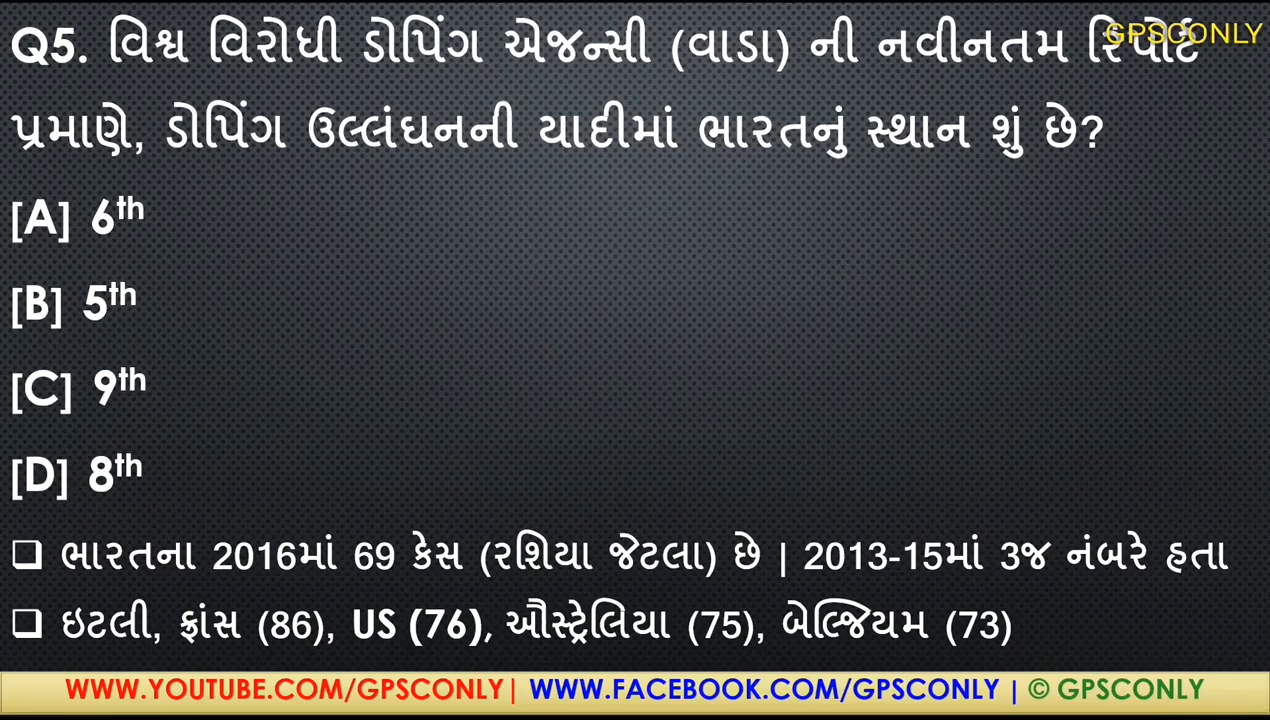 GPSCONLY
Q5. વિશ્વ વિરોધી ડોપિંગ એજન્સી (વાડા) ની નવીનતમ રિપોર્ટ
પ્રમાણે, ડોપિંગ ઉલ્લંઘનની યાદીમાં ભારતનું સ્થાન શું છે?
[A] 6th
[B] 5th
[C] 9th
[D] 8th
❑ ભારતના 2016માં 69 કેસ (રશિયા જેટલા) છે | 2013-15માં 3જ નંબરે હતા
❑ ઇટલી, ફ્રાંસ (86), US (76), ઑસ્ટ્રેલિયા (75), બેલ્જિયમ (73)
WWW.YOUTUBE.COM/GPSCONLY| WWW.FACEBOOK.COM/GPSCONLY | © GPSCONLY